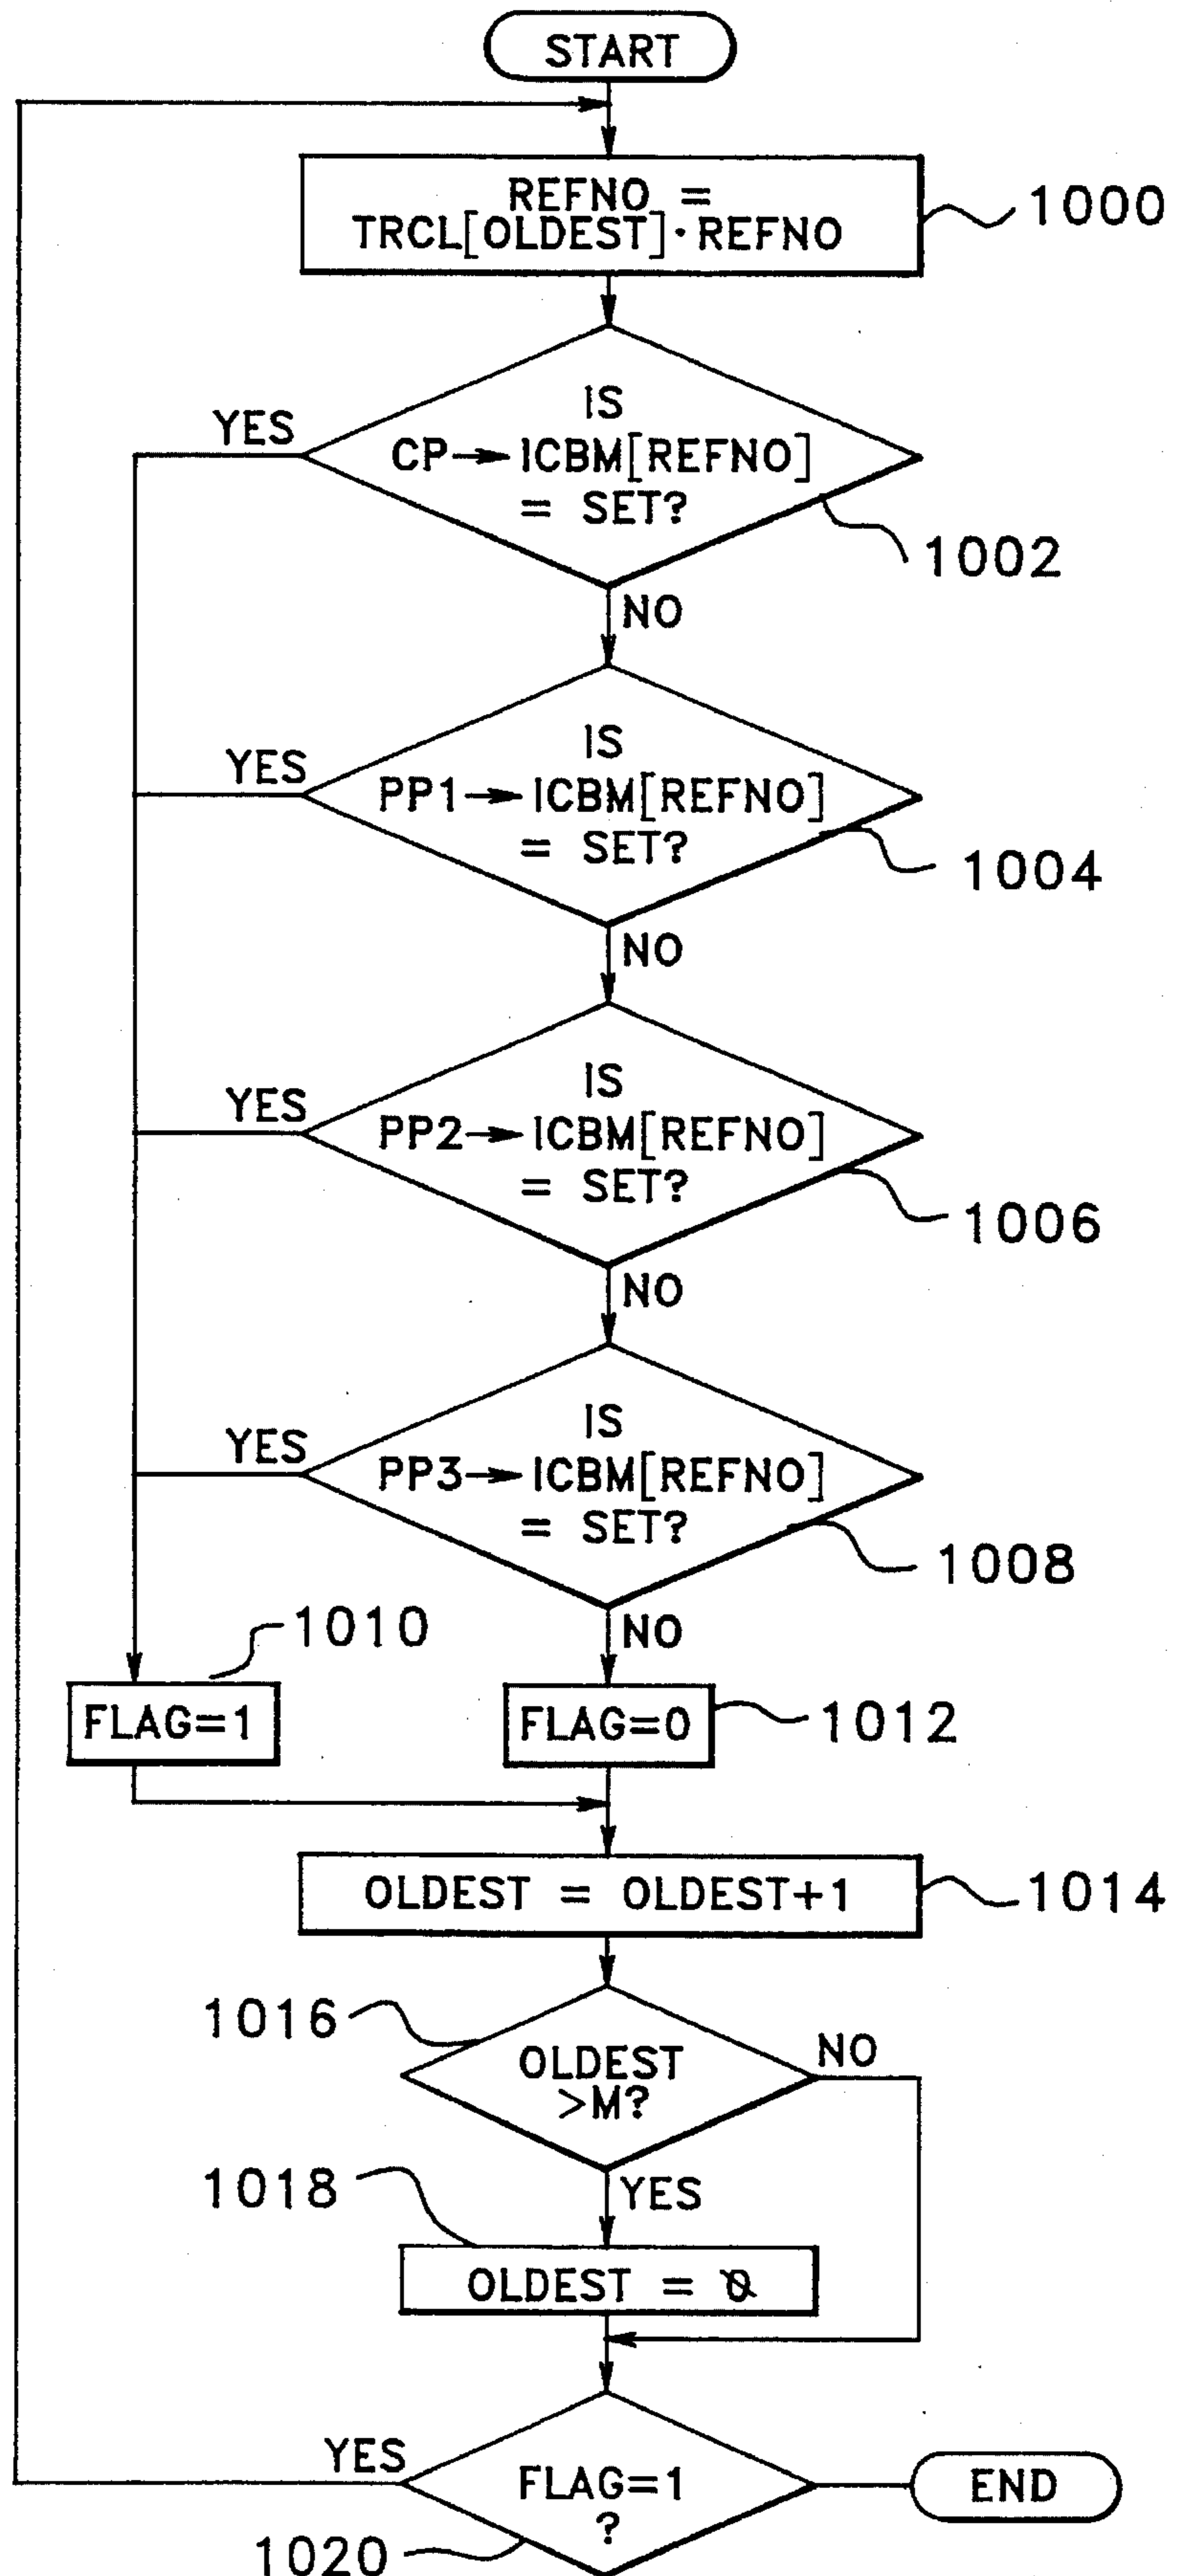 START
REFNO =
TRCL[OLDEST]·REFNO
1000
IS
CP→ICBM[REFNO]
= SET?
YES
1002
NO
IS
PP1→ICBM[REFNO]
= SET?
YES
1004
NO
IS
PP2→ICBM[REFNO]
= SET?
YES
1006
NO
IS
PP3→ICBM[REFNO]
= SET?
YES
1008
NO
1010
FLAG=1
FLAG=0
1012
OLDEST = OLDEST+1
1014
1016
OLDEST
>M?
NO
YES
1018
OLDEST = 0
YES
FLAG=1
?
END
1020